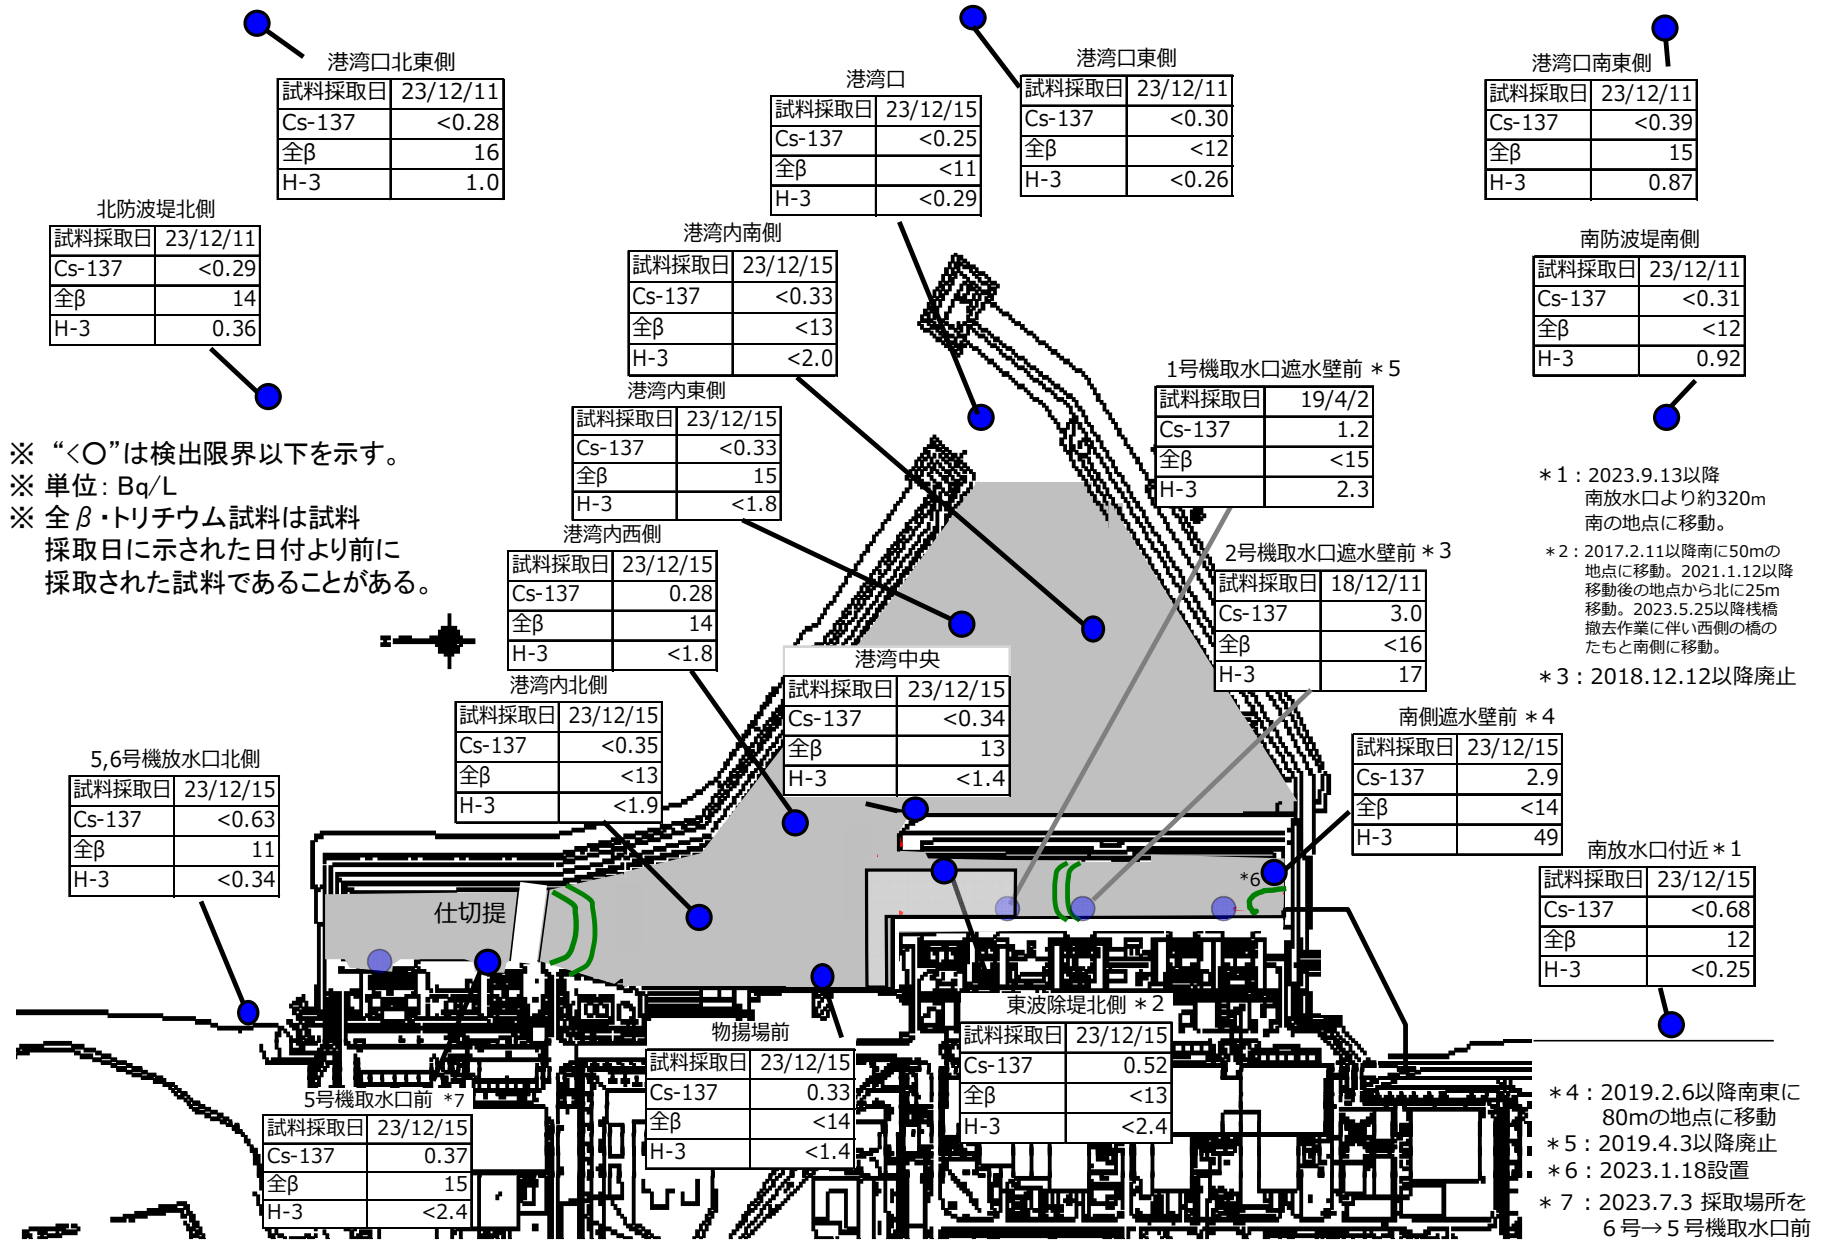 港湾口北東側
試料採取日 23/12/11
Cs-137 <0.28
全β 16
H-3 1.0
港湾口
試料採取日 23/12/15
Cs-137 <0.25
全β <11
H-3 <0.29
港湾口東側
試料採取日 23/12/11
Cs-137 <0.30
全β <12
H-3 <0.26
港湾口南東側
試料採取日 23/12/11
Cs-137 <0.39
全β 15
H-3 0.87
北防波堤北側
試料採取日 23/12/11
Cs-137 <0.29
全β 14
H-3 0.36
港湾内南側
試料採取日 23/12/15
Cs-137 <0.33
全β <13
H-3 <2.0
南防波堤南側
試料採取日 23/12/11
Cs-137 <0.31
全β <12
H-3 0.92
港湾内東側
試料採取日 23/12/15
Cs-137 <0.33
全β 15
H-3 <1.8
1号機取水口遮水壁前 *5
試料採取日 19/4/2
Cs-137 1.2
全β <15
H-3 2.3
※ “<○”は検出限界以下を示す。
※ 単位: Bq/L
※ 全β・トリチウム試料は試料
採取日に示された日付より前に
採取された試料であることがある。
*1:2023.9.13以降
南放水口より約320m
南の地点に移動。
*2:2017.2.11以降南に50mの
地点に移動。2021.1.12以降
移動後の地点から北に25m
移動。2023.5.25以降桟橋
撤去作業に伴い西側の橋の
たもと南側に移動。
*3:2018.12.12以降廃止
港湾内西側
試料採取日 23/12/15
Cs-137 0.28
全β 14
H-3 <1.8
2号機取水口遮水壁前*3
試料採取日 18/12/11
Cs-137 3.0
全β <16
H-3 17
港湾中央
試料採取日 23/12/15
Cs-137 <0.34
全β 13
H-3 <1.4
港湾内北側
試料採取日 23/12/15
Cs-137 <0.35
全β <13
H-3 <1.9
南側遮水壁前 *4
試料採取日 23/12/15
Cs-137 2.9
全β <14
H-3 49
5,6号機放水口北側
試料採取日 23/12/15
Cs-137 <0.63
全β 11
H-3 <0.34
仕切提
*6
南放水口付近*1
試料採取日 23/12/15
Cs-137 <0.68
全β 12
H-3 <0.25
東波除堤北側 *2
試料採取日 23/12/15
Cs-137 0.52
全β <13
H-3 <2.4
物揚場前
試料採取日 23/12/15
Cs-137 0.33
全β <14
H-3 <1.4
5号機取水口前 *7
試料採取日 23/12/15
Cs-137 0.37
全β 15
H-3 <2.4
*4:2019.2.6以降南東に
80mの地点に移動
*5:2019.4.3以降廃止
*6:2023.1.18設置
*7:2023.7.3 採取場所を
6号→5号機取水口前